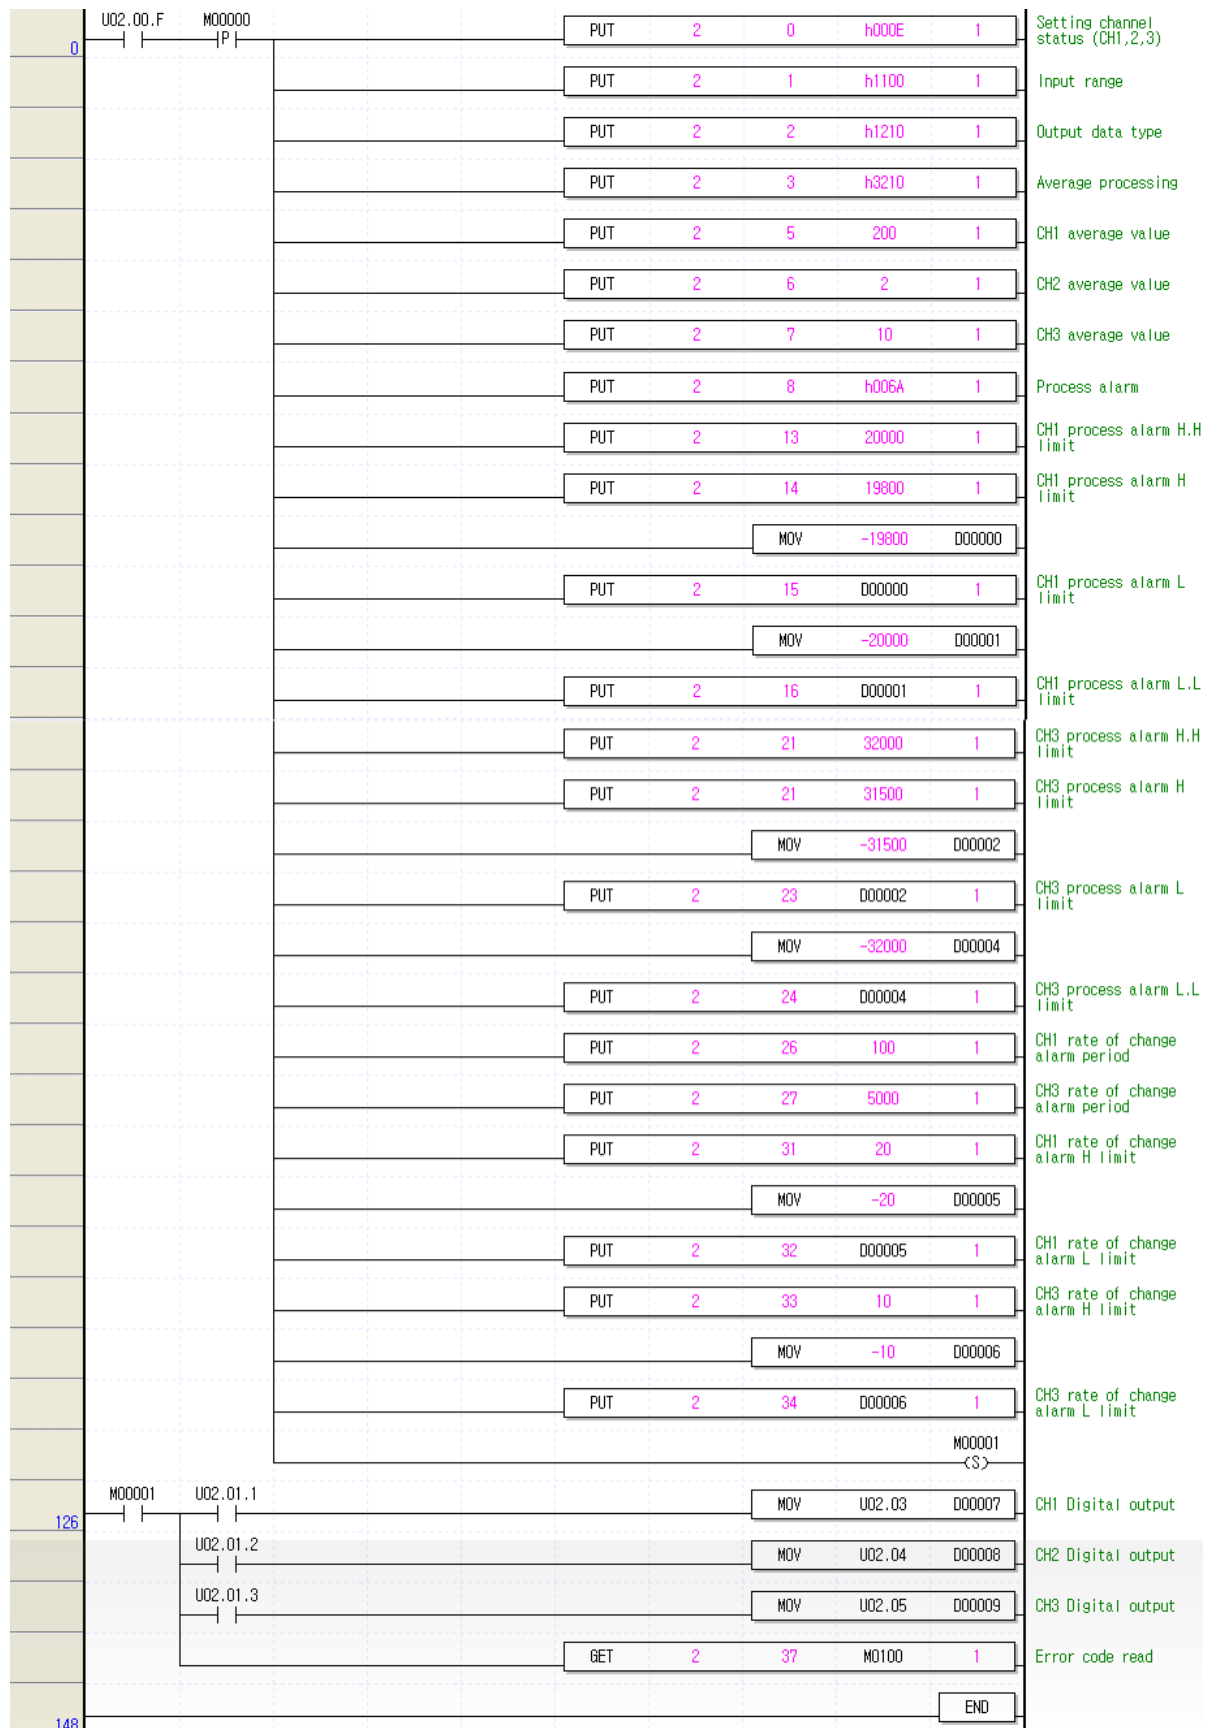 U02.00.F M00000
0
PUT 2 0 h000E 1
Setting channel
status (CH1,2,3)
PUT 2 1 h1100 1
Input range
PUT 2 2 h1210 1
Output data type
PUT 2 3 h3210 1
Average processing
PUT 2 5 200 1
CH1 average value
PUT 2 6 2 1
CH2 average value
PUT 2 7 10 1
CH3 average value
PUT 2 8 h006A 1
Process alarm
PUT 2 13 20000 1
CH1 process alarm H.H
limit
PUT 2 14 19800 1
CH1 process alarm H
limit
MOV -19800 D00000
PUT 2 15 D00000 1
CH1 process alarm L
limit
MOV -20000 D00001
PUT 2 16 D00001 1
CH1 process alarm L.L
limit
PUT 2 21 32000 1
CH3 process alarm H.H
limit
PUT 2 21 31500 1
CH3 process alarm H
limit
MOV -31500 D00002
PUT 2 23 D00002 1
CH3 process alarm L
limit
MOV -32000 D00004
PUT 2 24 D00004 1
CH3 process alarm L.L
limit
PUT 2 26 100 1
CH1 rate of change
alarm period
PUT 2 27 5000 1
CH3 rate of change
alarm period
PUT 2 31 20 1
CH1 rate of change
alarm H limit
MOV -20 D00005
PUT 2 32 D00005 1
CH1 rate of change
alarm L limit
PUT 2 33 10 1
CH3 rate of change
alarm H limit
MOV -10 D00006
PUT 2 34 D00006 1
CH3 rate of change
alarm L limit
M00001
(S)
M00001 U02.01.1
126
MOV U02.03 D00007
CH1 Digital output
U02.01.2
MOV U02.04 D00008
CH2 Digital output
U02.01.3
MOV U02.05 D00009
CH3 Digital output
GET 2 37 M0100 1
Error code read
END
148